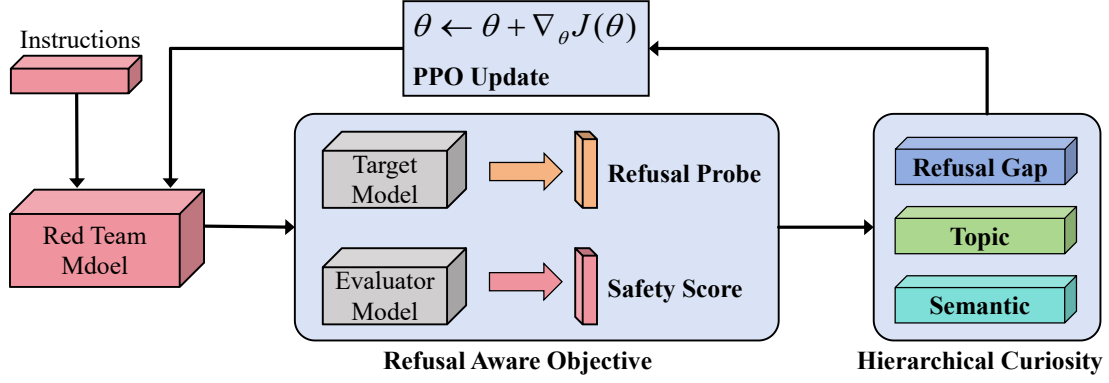 Instructions
θ ← θ + ∇_θ J(θ)
PPO Update
Red Team
Mdoel
Target
Model
Refusal Probe
Evaluator
Model
Safety Score
Refusal Aware Objective
Refusal Gap
Topic
Semantic
Hierarchical Curiosity